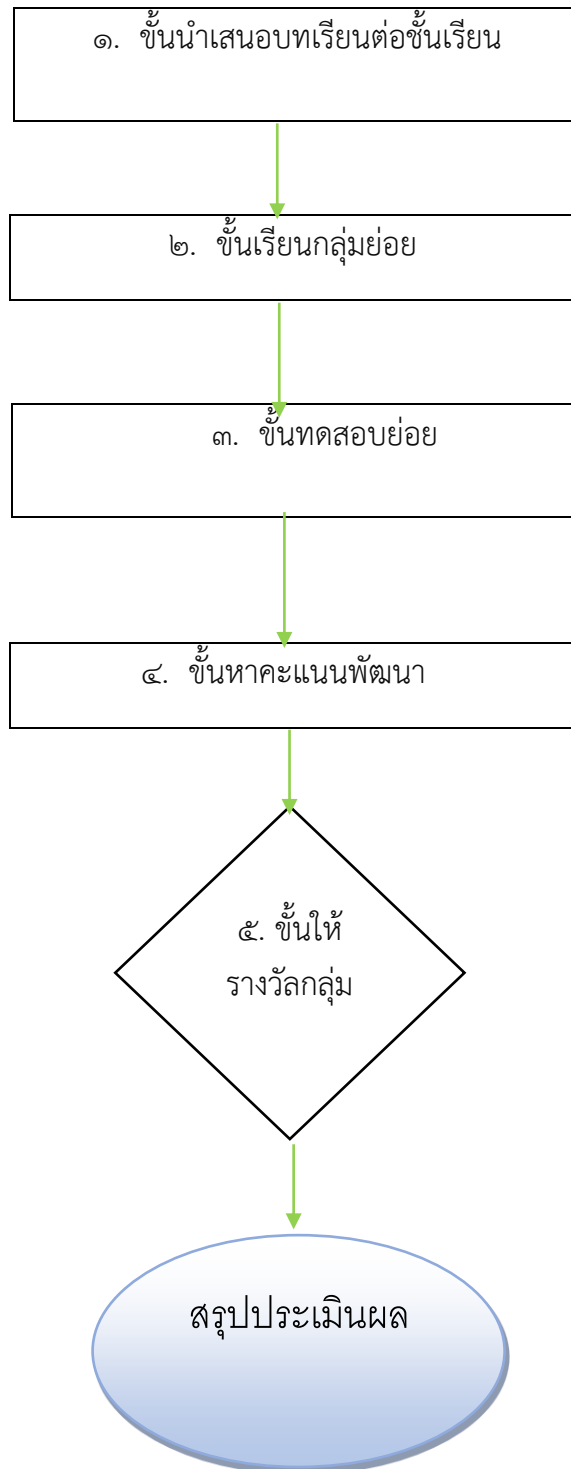 ๑. ขั้นนำเสนอบทเรียนต่อชั้นเรียน
๒. ขั้นเรียนกลุ่มย่อย
๓. ขั้นทดสอบย่อย
๔. ขั้นหาคะแนนพัฒนา
๕. ขั้นให้
รางวัลกลุ่ม
สรุปประเมินผล